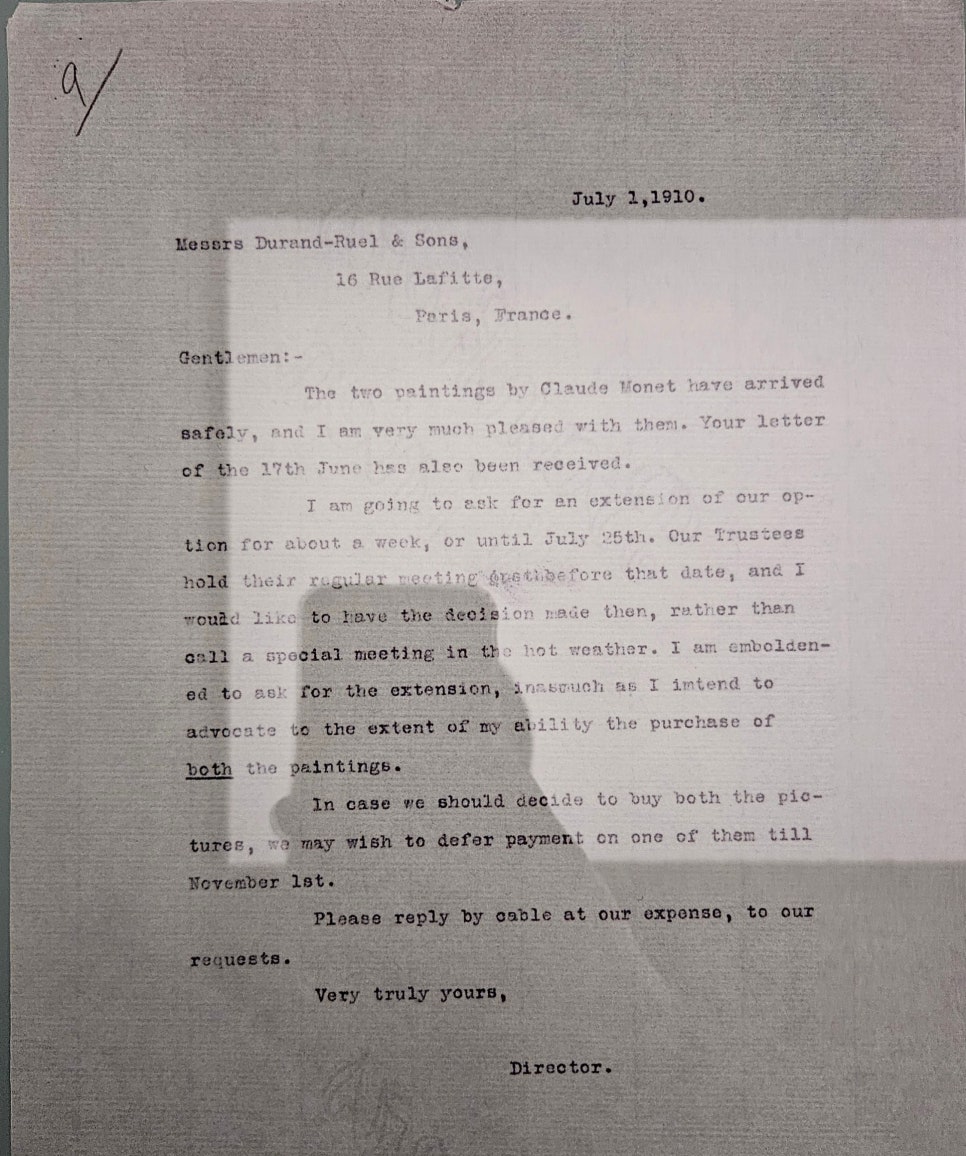 9/
July 1,1910.
Messrs Durand-Ruel & Sons,
16 Rue Lafitte,
Paris, France.
Gentlemen:-
The two paintings by Claude Monet have arrived
safely, and I am very much pleased with them. Your letter
of the 17th June has also been received.
I am going to ask for an extension of our op-
tion for about a week, or until July 25th. Our Trustees
hold their regular meeting before that date, and I
would like to have the decision made then, rather than
call a special meeting in the hot weather. I am embolden-
ed to ask for the extension, inasmuch as I intend to
advocate to the extent of my ability the purchase of
both the paintings.
In case we should decide to buy both the pic-
tures, we may wish to defer payment on one of them till
November 1st.
Please reply by cable at our expense, to our
requests.
Very truly yours,
Director.